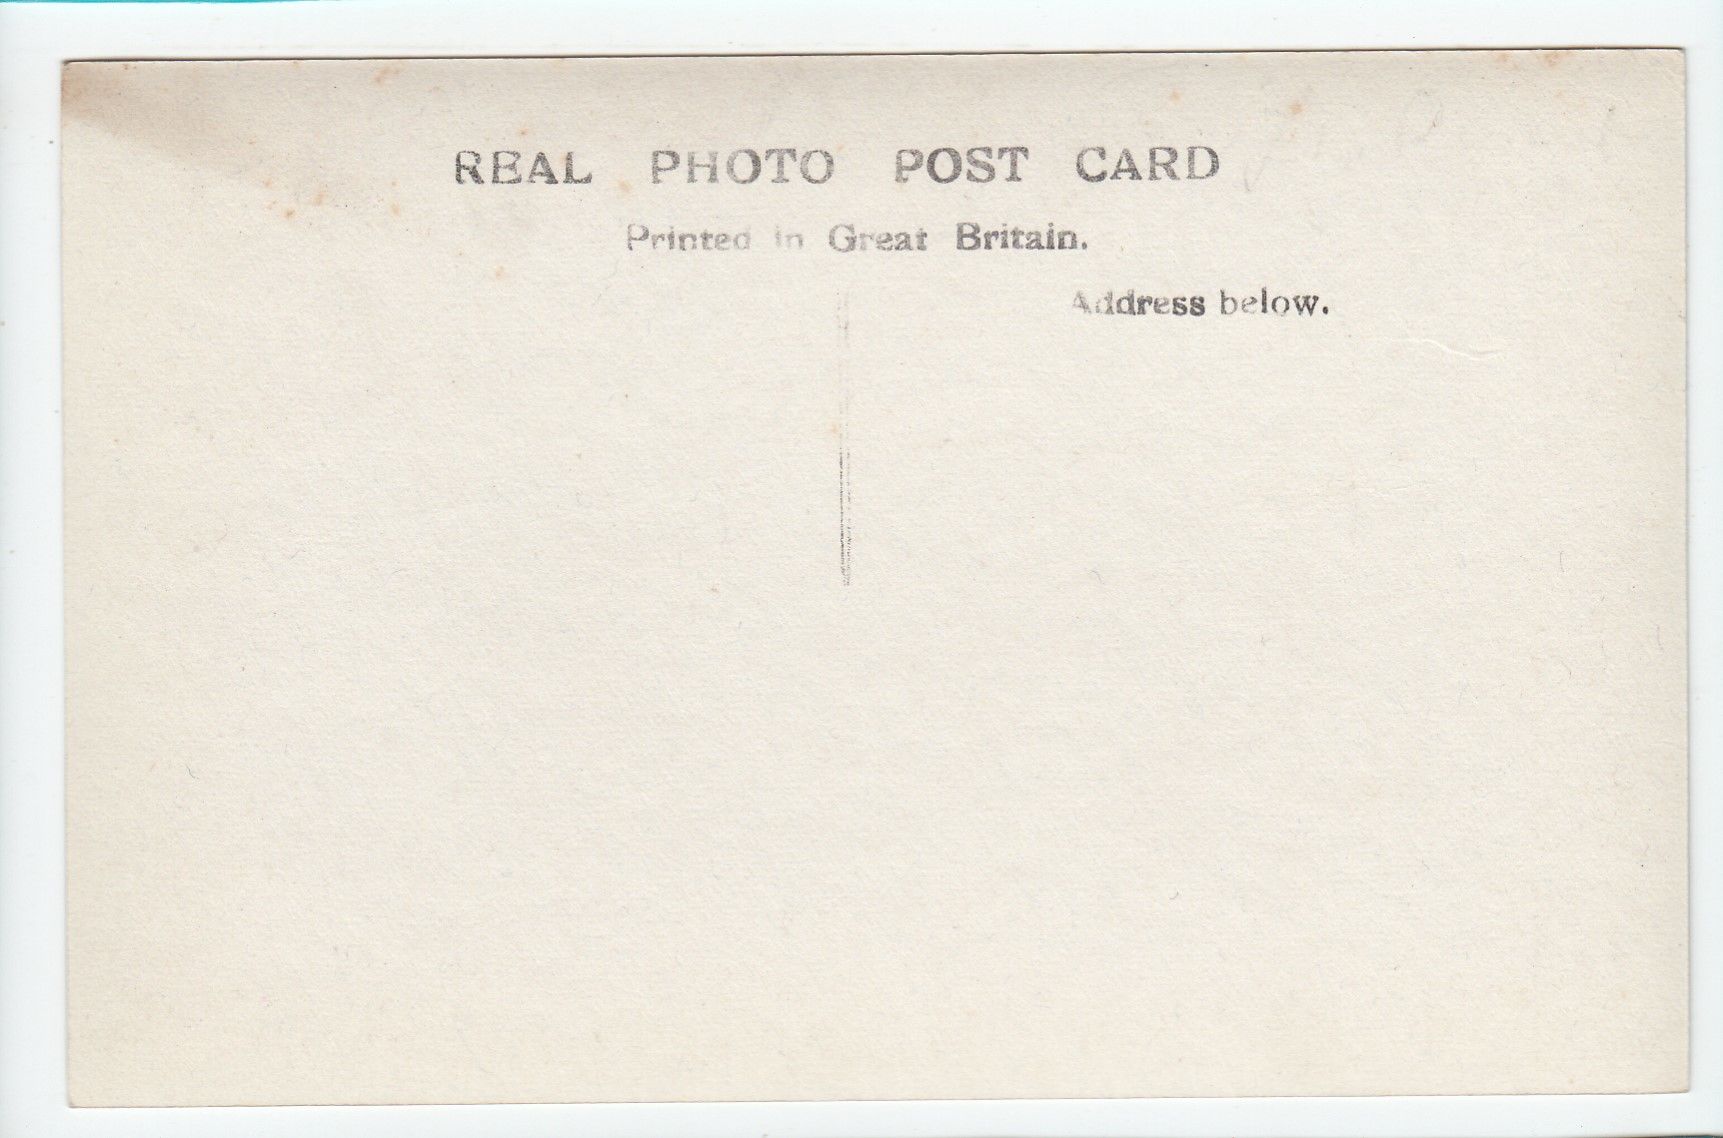 REAL PHOTO POST CARD
Printed in Great Britain.
Address below.